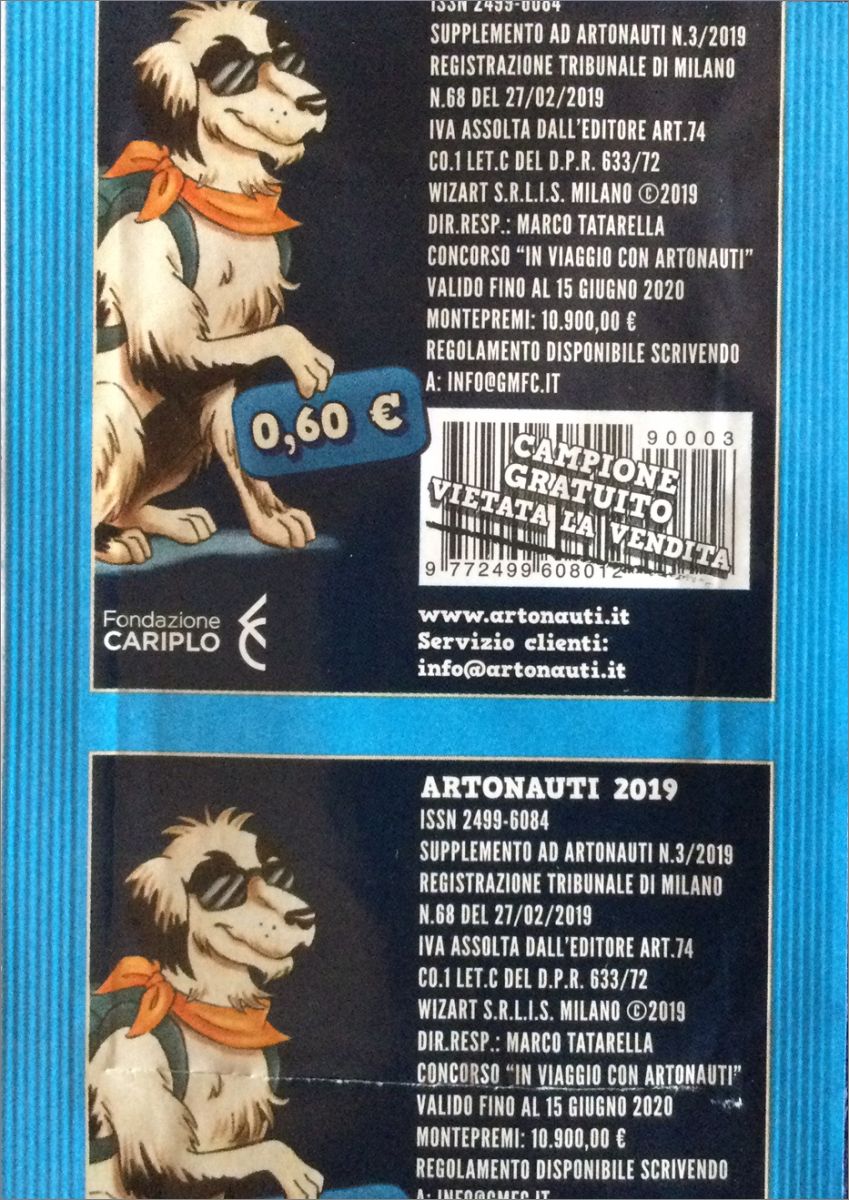 ISSN 2499-6084
SUPPLEMENTO AD ARTONAUTI N.3/2019
REGISTRAZIONE TRIBUNALE DI MILANO
N.68 DEL 27/02/2019
IVA ASSOLTA DALL'EDITORE ART.74
CO.1 LET.C DEL D.P.R. 633/72
WIZART S.R.L.I.S. MILANO ©2019
DIR.RESP.: MARCO TATARELLA
CONCORSO “IN VIAGGIO CON ARTONAUTI”
VALIDO FINO AL 15 GIUGNO 2020
MONTEPREMI: 10.900,00 €
REGOLAMENTO DISPONIBILE SCRIVENDO
A: INFO@GMFC.IT
0,60 €
90003
CAMPIONE
GRATUITO
VIETATA LA VENDITA
9 772499 608012
Fondazione
CARIPLO
www.artonauti.it
Servizio clienti:
info@artonauti.it
ARTONAUTI 2019
ISSN 2499-6084
SUPPLEMENTO AD ARTONAUTI N.3/2019
REGISTRAZIONE TRIBUNALE DI MILANO
N.68 DEL 27/02/2019
IVA ASSOLTA DALL'EDITORE ART.74
CO.1 LET.C DEL D.P.R. 633/72
WIZART S.R.L.I.S. MILANO ©2019
DIR.RESP.: MARCO TATARELLA
CONCORSO “IN VIAGGIO CON ARTONAUTI”
VALIDO FINO AL 15 GIUGNO 2020
MONTEPREMI: 10.900,00 €
REGOLAMENTO DISPONIBILE SCRIVENDO
A: INFO@GMFC.IT